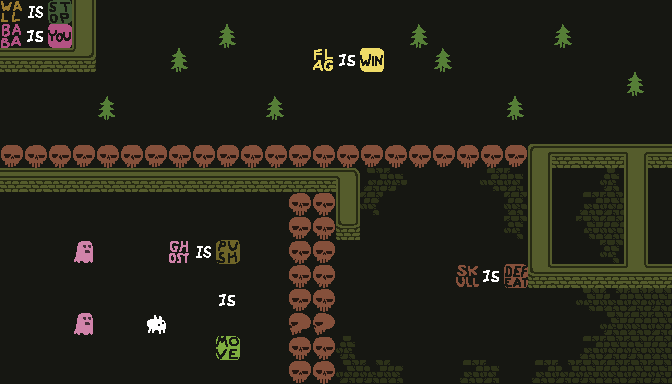 WALL IS STOP
BABA IS YOU
FLAG IS WIN
GHOST IS PUSH
SKULL IS DEFEAT
IS
MOVE